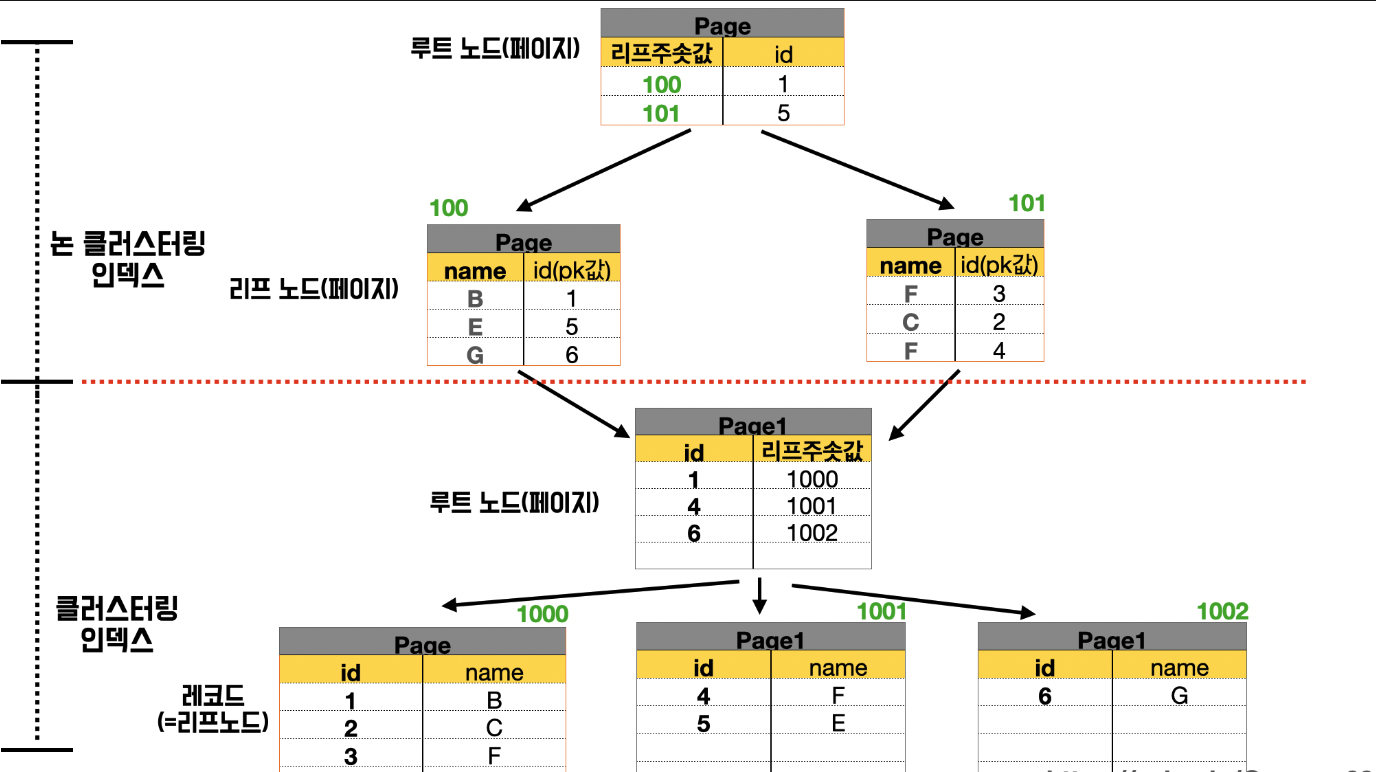 Page
루트 노드(페이지)
리프주솟값 id
100 1
101 5
100
101
논 클러스터링
인덱스
리프 노드(페이지)
Page
name id(pk값)
B 1
E 5
G 6
Page
name id(pk값)
F 3
C 2
F 4
Page1
id 리프주솟값
1 1000
4 1001
6 1002
루트 노드(페이지)
클러스터링
인덱스
레코드
(=리프노드)
1000
Page
id name
1 B
2 C
3 F
1001
Page1
id name
4 F
5 E
1002
Page1
id name
6 G